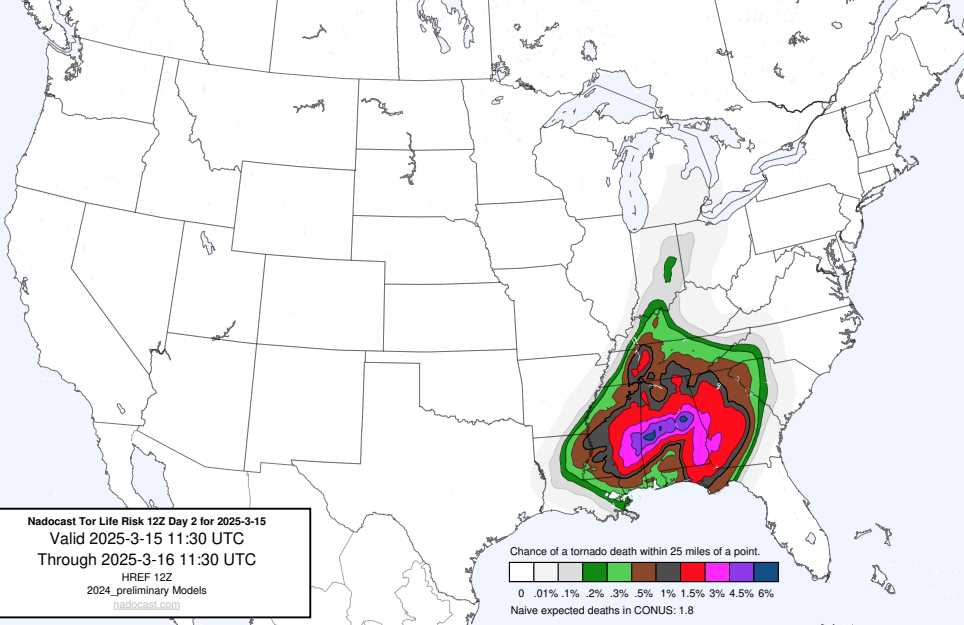 Nadocast Tor Life Risk 12Z Day 2 for 2025-3-15
Valid 2025-3-15 11:30 UTC
Through 2025-3-16 11:30 UTC
HREF 12Z
2024_preliminary Models
nadocast.com
Chance of a tornado death within 25 miles of a point.
0 .01% .1% .2% .3% .5% 1% 1.5% 3% 4.5% 6%
Naive expected deaths in CONUS: 1.8